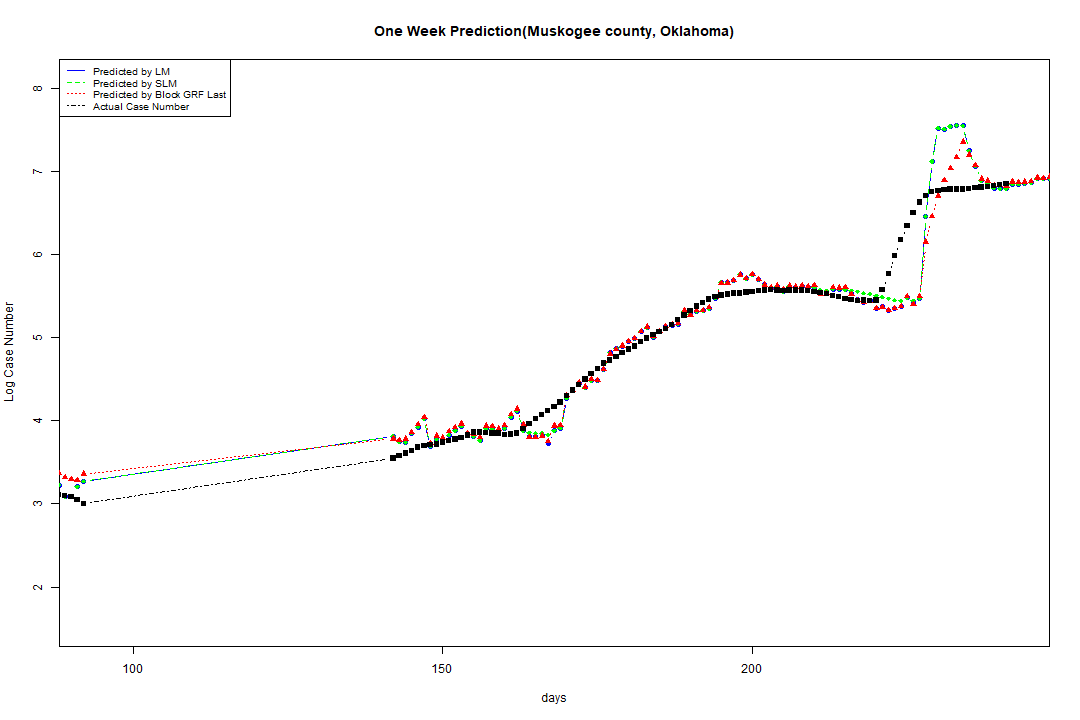 One Week Prediction(Muskogee county, Oklahoma)
Predicted by LM
Predicted by SLM
Predicted by Block GRF Last
Actual Case Number
8
7
6
5
4
3
2
Log Case Number
100 150 200
days